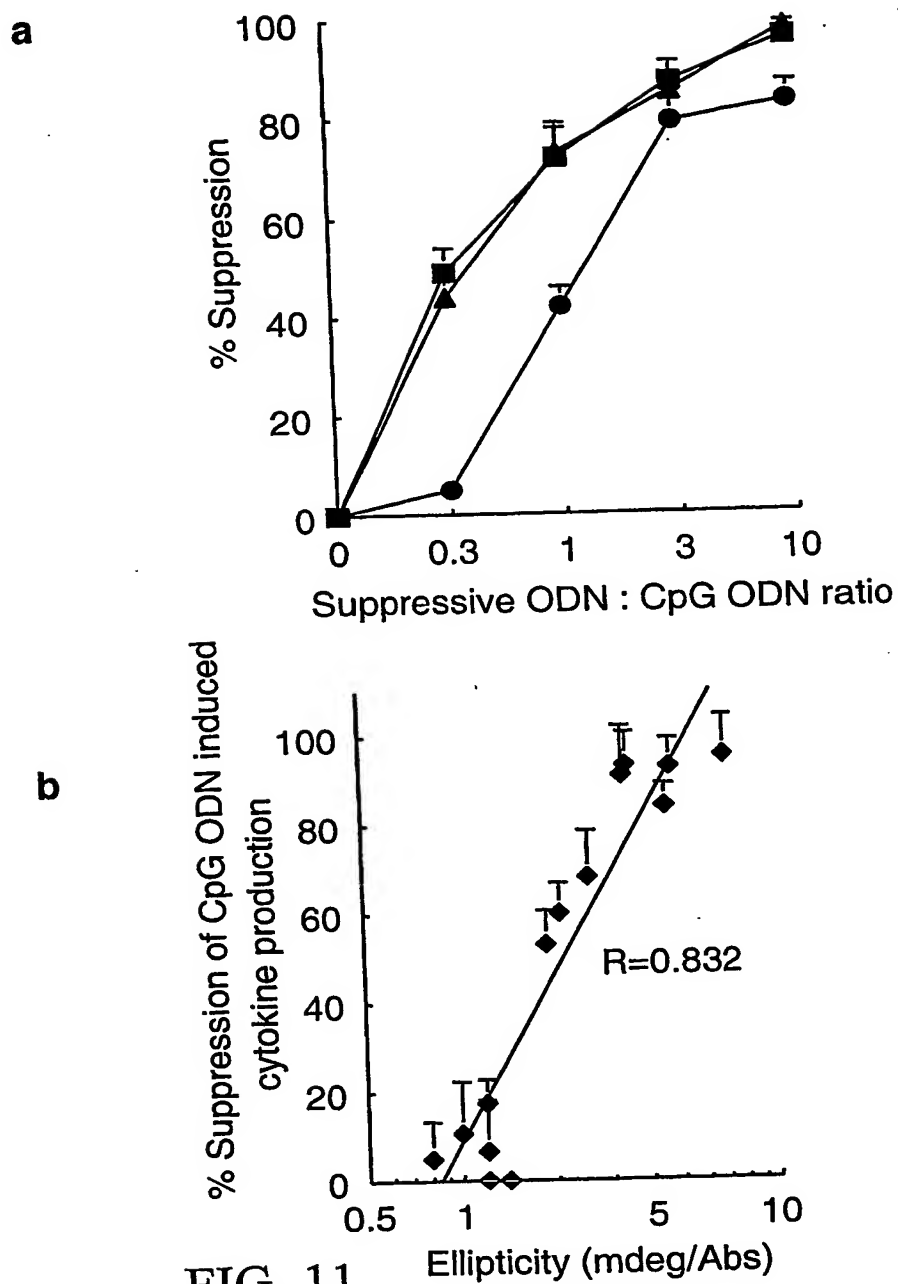 a
100
80
60
40
20
0
% Suppression
0 0.3 1 3 10
Suppressive ODN : CpG ODN ratio
b
% Suppression of CpG ODN induced
cytokine production
100
80
60
40
20
0
R=0.832
0.5 1 5 10
Ellipticity (mdeg/Abs)
FIG. 11